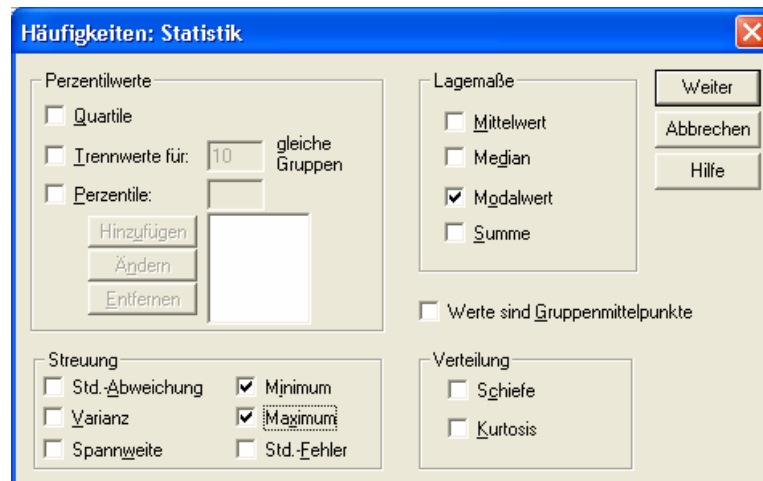 Häufigkeiten: Statistik
Perzentilwerte
Quartile
Trennwerte für: 10 gleiche Gruppen
Perzentile:
Hinzufügen
Ändern
Entfernen
Lagemaße
Mittelwert
Median
Modalwert
Summe
Weiter
Abbrechen
Hilfe
Werte sind Gruppenmittelpunkte
Streuung
Std.-Abweichung
Minimum
Varianz
Maximum
Spannweite
Std.-Fehler
Verteilung
Schiefe
Kurtosis